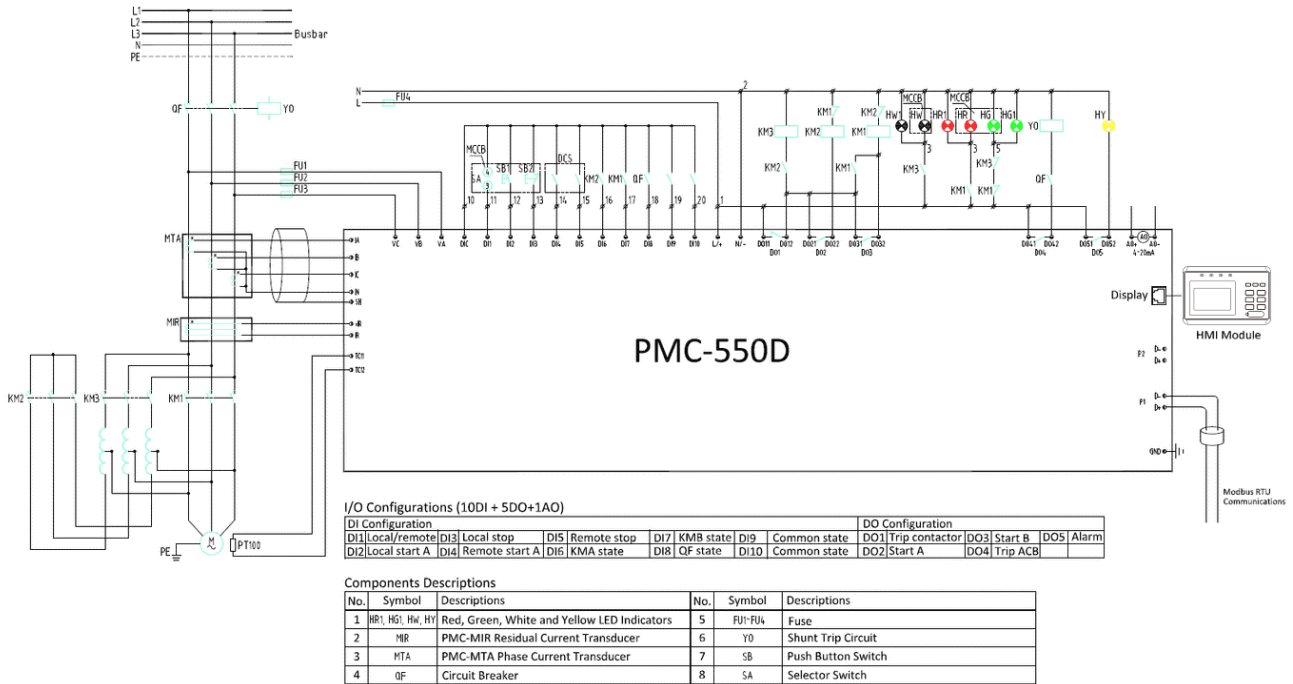 L1
L2
L3
Busbar
N
PE
QF
YO
FU1
FU2
FU3
N
L
FU4
2
MCCB
SA
4
3
SB1
SB2
DCS
KM2
KM1
QF
10
11
12
13
14
15
16
17
18
19
20
1
KM3
KM2
KM1
KM2
KM2
KM1
KM1
HW1
MCCB
HW
HR1
MCCB
HR
HG
HG1
YO
HY
3
3
5
KM3
KM1
KM3
KM1
QF
VC
VB
VA
DIC
DI1
DI2
DI3
DI4
DI5
DI6
DI7
DI8
DI9
DI10
L/+
N/-
DO11
DO12
DO1
DO21
DO22
DO2
DO31
DO32
DO3
DO41
DO42
DO4
DO51
DO52
DO5
AO+
AO
AO-
4-20mA
MTA
IA
IB
IC
IN
MIR
IR
TC11
TC12
PMC-550D
Display
HMI Module
P2
D-
D+
P1
D-
D+
GND
Modbus RTU
Communications
KM2
KM3
KM1
PE
M
PT100
I/O Configurations (10DI + 5DO+1AO)
DI Configuration DO Configuration
DI1 Local/remote DI3 Local stop DI5 Remote stop DI7 KMB state DI9 Common state DO1 Trip contactor DO3 Start B DO5 Alarm
DI2 Local start A DI4 Remote start A DI6 KMA state DI8 QF state DI10 Common state DO2 Start A DO4 Trip ACB
Components Descriptions
No. Symbol Descriptions No. Symbol Descriptions
1 HR1, HG1, HW, HY Red, Green, White and Yellow LED Indicators 5 FU1~FU4 Fuse
2 MIR PMC-MIR Residual Current Transducer 6 YO Shunt Trip Circuit
3 MTA PMC-MTA Phase Current Transducer 7 SB Push Button Switch
4 QF Circuit Breaker 8 SA Selector Switch